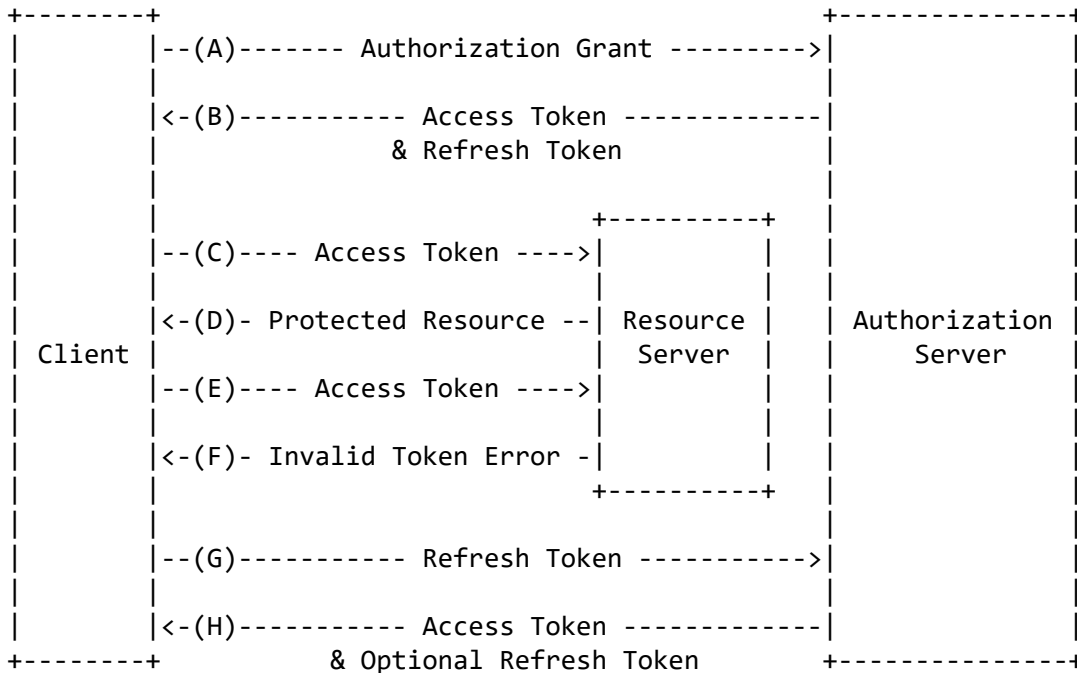 (A) Authorization Grant
(B) Access Token
& Refresh Token
(C) Access Token
(D) Protected Resource Resource Authorization
Client Server Server
(E) Access Token
(F) Invalid Token Error
(G) Refresh Token
(H) Access Token
& Optional Refresh Token